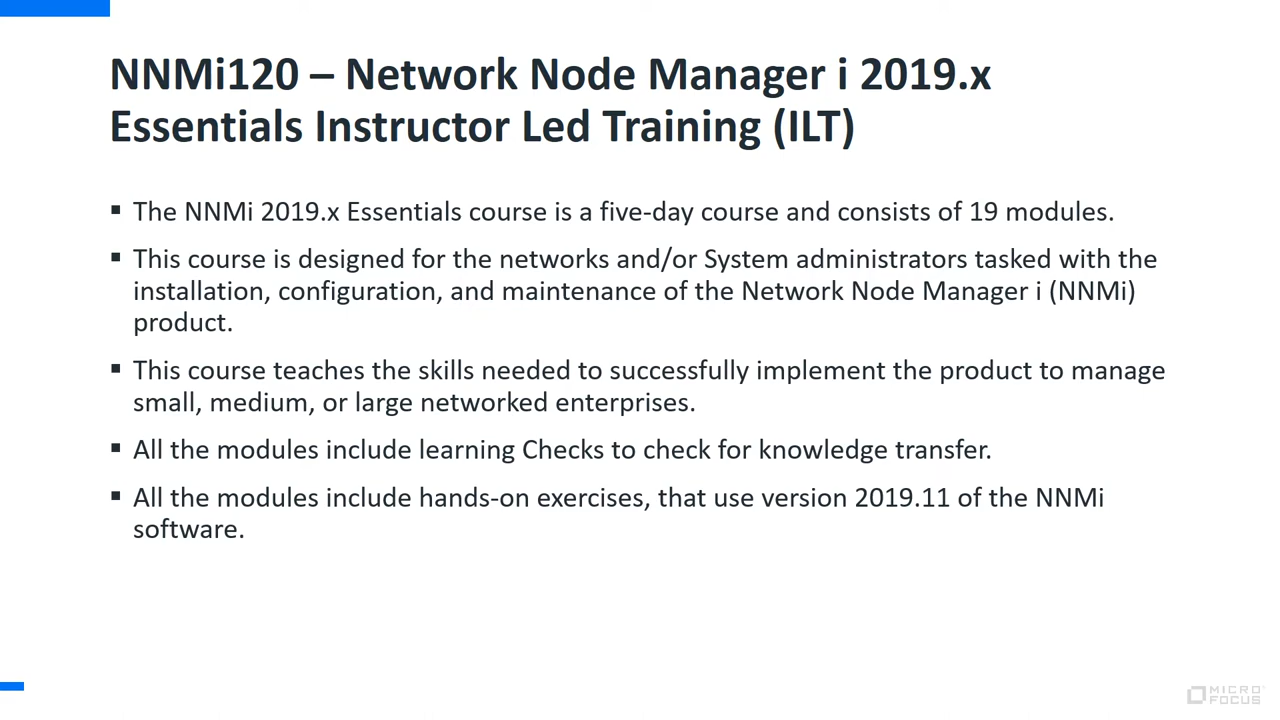 NNMi120 – Network Node Manager i 2019.x
Essentials Instructor Led Training (ILT)
▪ The NNMi 2019.x Essentials course is a five-day course and consists of 19 modules.
▪ This course is designed for the networks and/or System administrators tasked with the
installation, configuration, and maintenance of the Network Node Manager i (NNMi)
product.
▪ This course teaches the skills needed to successfully implement the product to manage
small, medium, or large networked enterprises.
▪ All the modules include learning Checks to check for knowledge transfer.
▪ All the modules include hands-on exercises, that use version 2019.11 of the NNMi
software.
MICRO
FOCUS